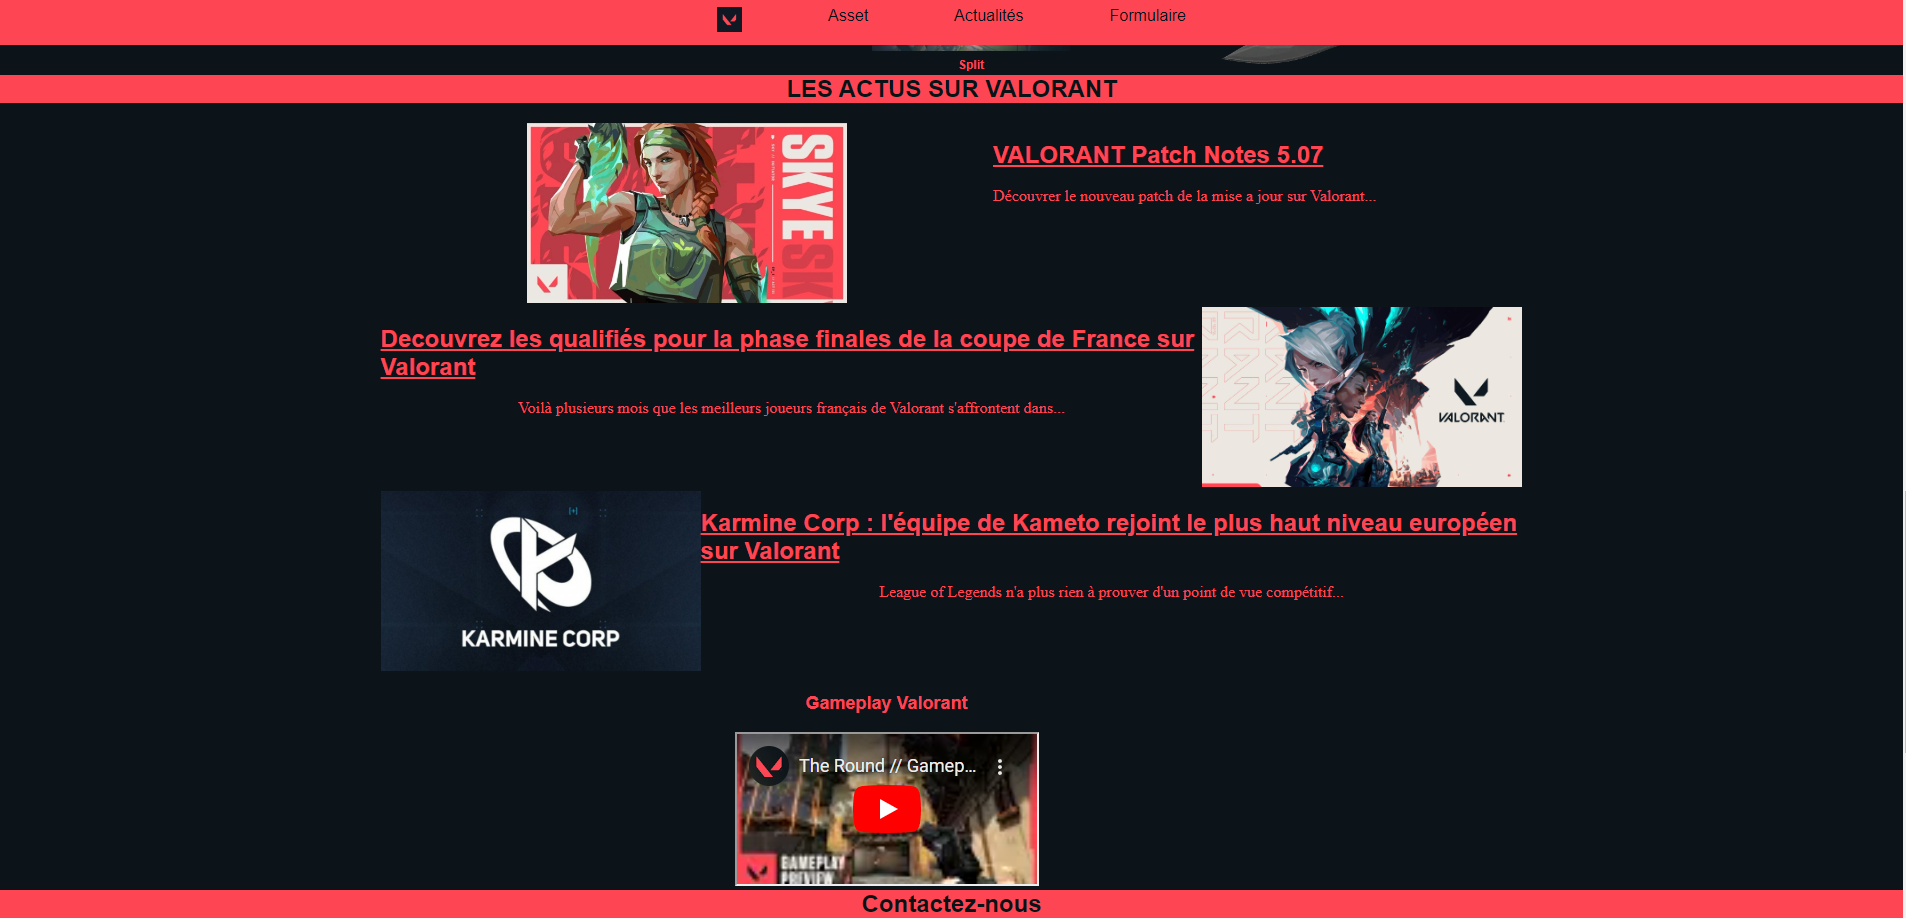 Asset
Actualités
Formulaire
Split
LES ACTUS SUR VALORANT
SKYE
VALORANT Patch Notes 5.07
Découvrer le nouveau patch de la mise a jour sur Valorant...
Decouvrez les qualifiés pour la phase finales de la coupe de France sur
Valorant
Voilà plusieurs mois que les meilleurs joueurs français de Valorant s'affrontent dans...
VALORANT
KARMINE CORP
Karmine Corp : l'équipe de Kameto rejoint le plus haut niveau européen
sur Valorant
League of Legends n'a plus rien à prouver d'un point de vue compétitif...
Gameplay Valorant
The Round // Gamep...
GAMEPLAY
PREVIEW
Contactez-nous